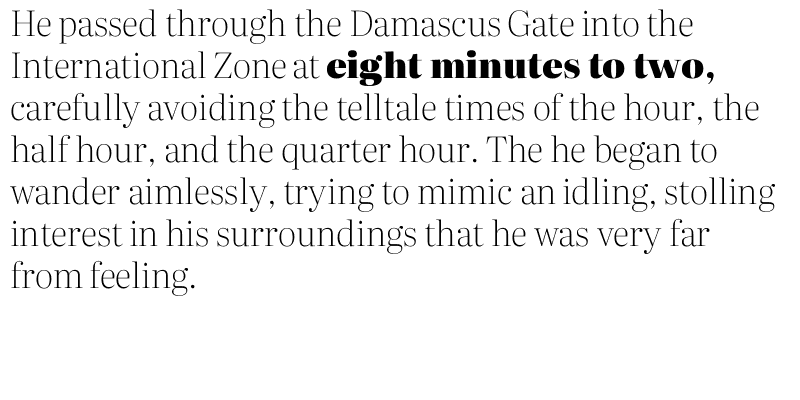 He passed through the Damascus Gate into the
International Zone at eight minutes to two,
carefully avoiding the telltale times of the hour, the
half hour, and the quarter hour. The he began to
wander aimlessly, trying to mimic an idling, stolling
interest in his surroundings that he was very far
from feeling.